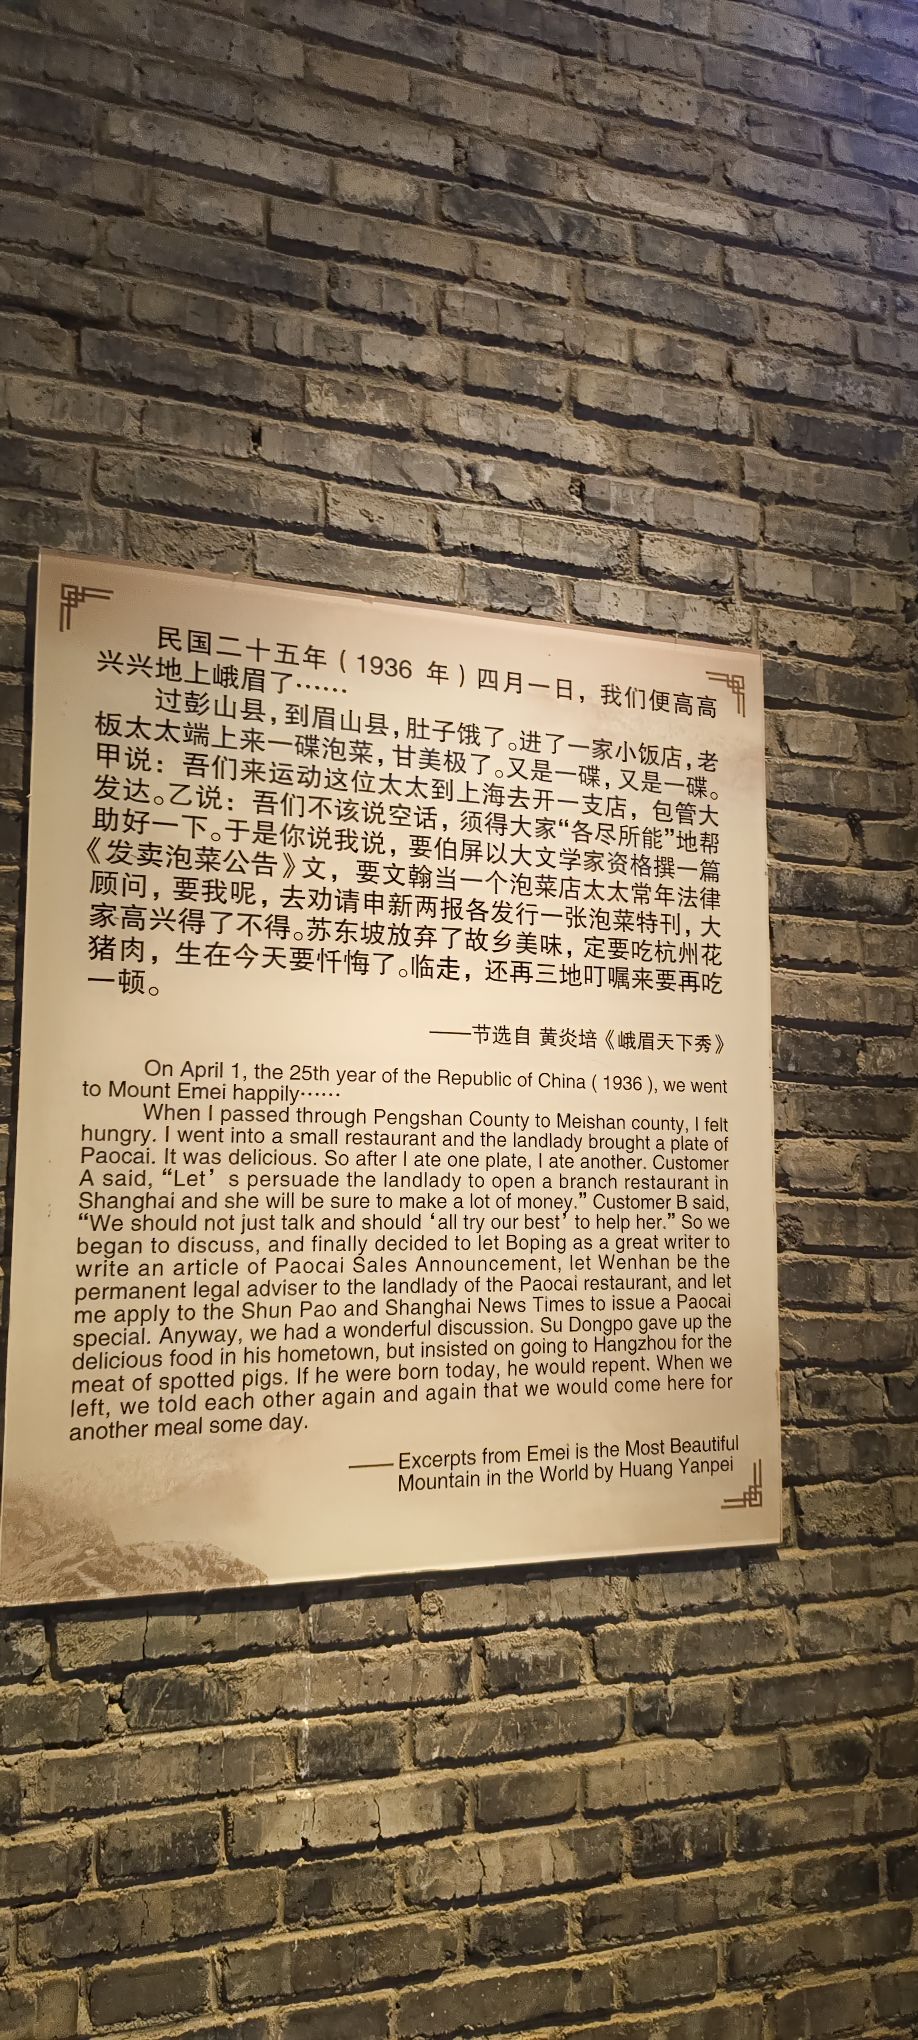 民国二十五年（1936 年）四月一日，我们便高高
兴兴地上峨眉了……
过彭山县，到眉山县，肚子饿了。进了一家小饭店，老
板太太端上来一碟泡菜，甘美极了。又是一碟，又是一碟。
甲说：吾们来运动这位太太到上海去开一支店，包管大
发达。乙说：吾们不该说空话，须得大家“各尽所能”地帮
助好一下。于是你说我说，要伯屏以大文学家资格撰一篇
《发卖泡菜公告》文，要文翰当一个泡菜店太太常年法律
顾问，要我呢，去劝请申新两报各发行一张泡菜特刊，大
家高兴得了不得。苏东坡放弃了故乡美味，定要吃杭州花
猪肉，生在今天要忏悔了。临走，还再三地叮嘱来要再吃
一顿。
——节选自 黄炎培《峨眉天下秀》
On April 1, the 25th year of the Republic of China ( 1936 ), we went
to Mount Emei happily……
When I passed through Pengshan County to Meishan county, I felt
hungry. I went into a small restaurant and the landlady brought a plate of
Paocai. It was delicious. So after I ate one plate, I ate another. Customer
A said, “Let’ s persuade the landlady to open a branch restaurant in
Shanghai and she will be sure to make a lot of money.” Customer B said,
“We should not just talk and should ‘all try our best’ to help her.” So we
began to discuss, and finally decided to let Boping as a great writer to
write an article of Paocai Sales Announcement, let Wenhan be the
permanent legal adviser to the landlady of the Paocai restaurant, and let
me apply to the Shun Pao and Shanghai News Times to issue a Paocai
special. Anyway, we had a wonderful discussion. Su Dongpo gave up the
delicious food in his hometown, but insisted on going to Hangzhou for the
meat of spotted pigs. If he were born today, he would repent. When we
left, we told each other again and again that we would come here for
another meal some day.
——Excerpts from Emei is the Most Beautiful
Mountain in the World by Huang Yanpei